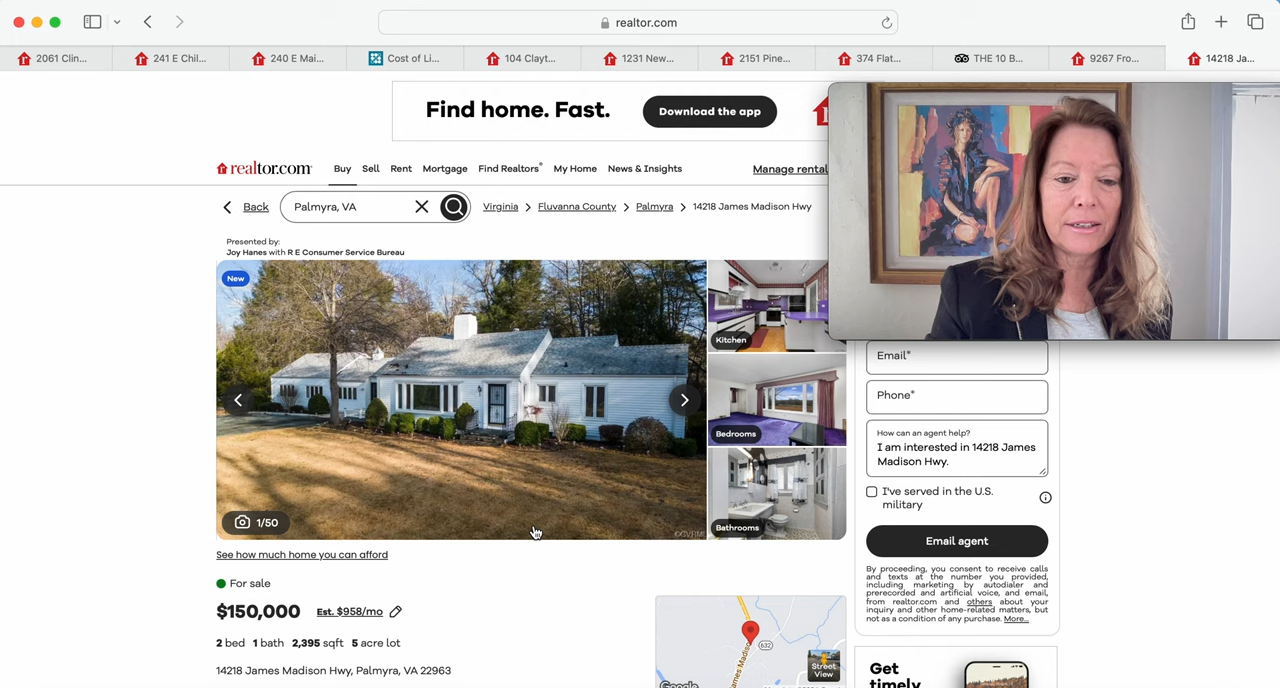 realtor.com
2061 Clin...
241 E Chil...
240 E Mai...
Cost of Li...
104 Clayt...
1231 New...
2151 Pine...
374 Flat...
THE 10 B...
9267 Fro...
14218 Ja...
Find home. Fast.
Download the app
realtor.com
Buy
Sell
Rent
Mortgage
Find Realtors®
My Home
News & Insights
Manage rental
Back
Palmyra, VA
Virginia > Fluvanna County > Palmyra > 14218 James Madison Hwy
Presented by:
Joy Hanes with R E Consumer Service Bureau
New
Kitchen
Bedrooms
Bathrooms
1/50
See how much home you can afford
For sale
$150,000
Est. $958/mo
2 bed 1 bath 2,395 sqft 5 acre lot
14218 James Madison Hwy, Palmyra, VA 22963
632
James Madiso
Street
View
Google
Email*
Phone*
How can an agent help?
I am interested in 14218 James
Madison Hwy.
I've served in the U.S.
military
Email agent
By proceeding, you consent to receive calls
and texts at the number you provided,
including marketing by autodialer and
prerecorded and artificial voice, and email,
from realtor.com and others about your
inquiry and other home-related matters, but
not as a condition of any purchase. More...
Get
timely